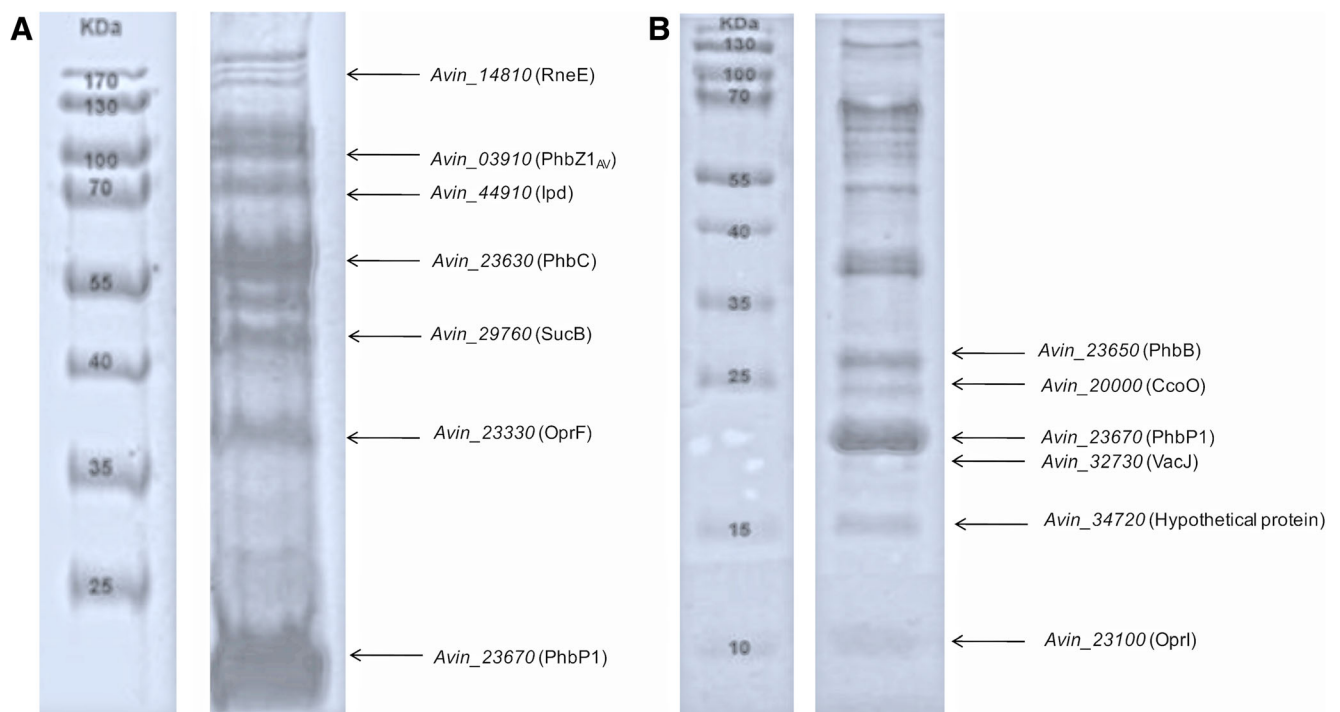 A
KDa
170
130
100
70
55
40
35
25
Avin_14810 (RneE)
Avin_03910 (PhbZ1AV)
Avin_44910 (lpd)
Avin_23630 (PhbC)
Avin_29760 (SucB)
Avin_23330 (OprF)
Avin_23670 (PhbP1)
B
KDa
130
100
70
55
40
35
25
15
10
Avin_23650 (PhbB)
Avin_20000 (CcoO)
Avin_23670 (PhbP1)
Avin_32730 (VacJ)
Avin_34720 (Hypothetical protein)
Avin_23100 (OprI)